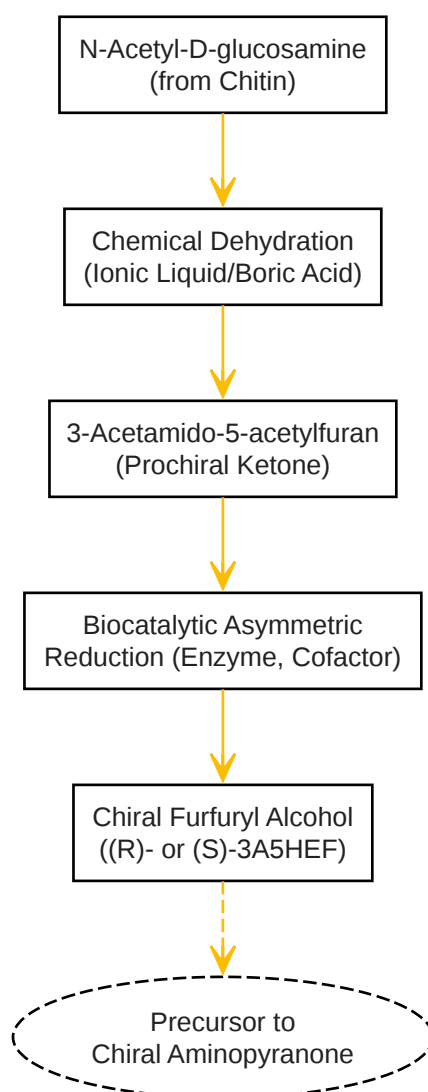 N-Acetyl-D-glucosamine
(from Chitin)
Chemical Dehydration
(Ionic Liquid/Boric Acid)
3-Acetamido-5-acetylfuran
(Prochiral Ketone)
Biocatalytic Asymmetric
Reduction (Enzyme, Cofactor)
Chiral Furfuryl Alcohol
((R)- or (S)-3A5HEF)
Precursor to
Chiral Aminopyranone